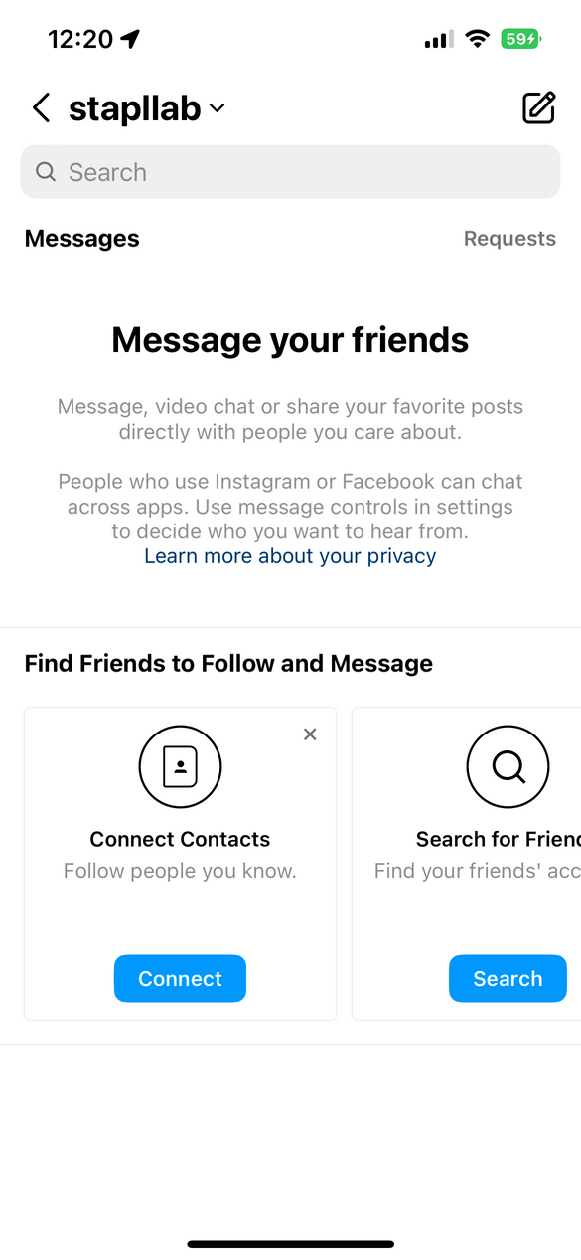 12:20
59
stapllab
Search
Messages
Requests
Message your friends
Message, video chat or share your favorite posts
directly with people you care about.
People who use Instagram or Facebook can chat
across apps. Use message controls in settings
to decide who you want to hear from.
Learn more about your privacy
Find Friends to Follow and Message
Connect Contacts
Follow people you know.
Connect
Search for Frien
Find your friends' acc
Search